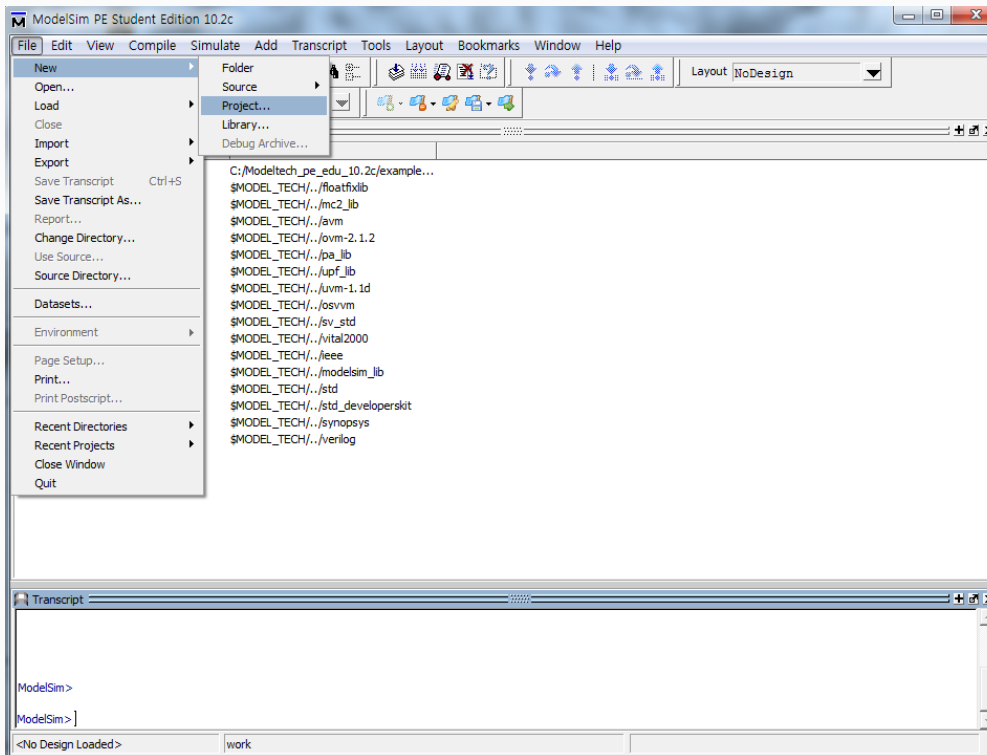 ModelSim PE Student Edition 10.2c
File Edit View Compile Simulate Add Transcript Tools Layout Bookmarks Window Help
New
Open...
Load
Close
Import
Export
Save Transcript Ctrl+S
Save Transcript As...
Report...
Change Directory...
Use Source...
Source Directory...
Datasets...
Environment
Page Setup...
Print...
Print Postscript...
Recent Directories
Recent Projects
Close Window
Quit
Folder
Source
Project...
Library...
Debug Archive...
Layout NoDesign
C:/Modeltech_pe_edu_10.2c/example...
$MODEL_TECH/../floatfixlib
$MODEL_TECH/../mc2_lib
$MODEL_TECH/../avm
$MODEL_TECH/../ovm-2.1.2
$MODEL_TECH/../pa_lib
$MODEL_TECH/../upf_lib
$MODEL_TECH/../uvm-1.1d
$MODEL_TECH/../osvvm
$MODEL_TECH/../sv_std
$MODEL_TECH/../vital2000
$MODEL_TECH/../ieee
$MODEL_TECH/../modelsim_lib
$MODEL_TECH/../std
$MODEL_TECH/../std_developerskit
$MODEL_TECH/../synopsys
$MODEL_TECH/../verilog
Transcript
ModelSim>
ModelSim>
<No Design Loaded> work